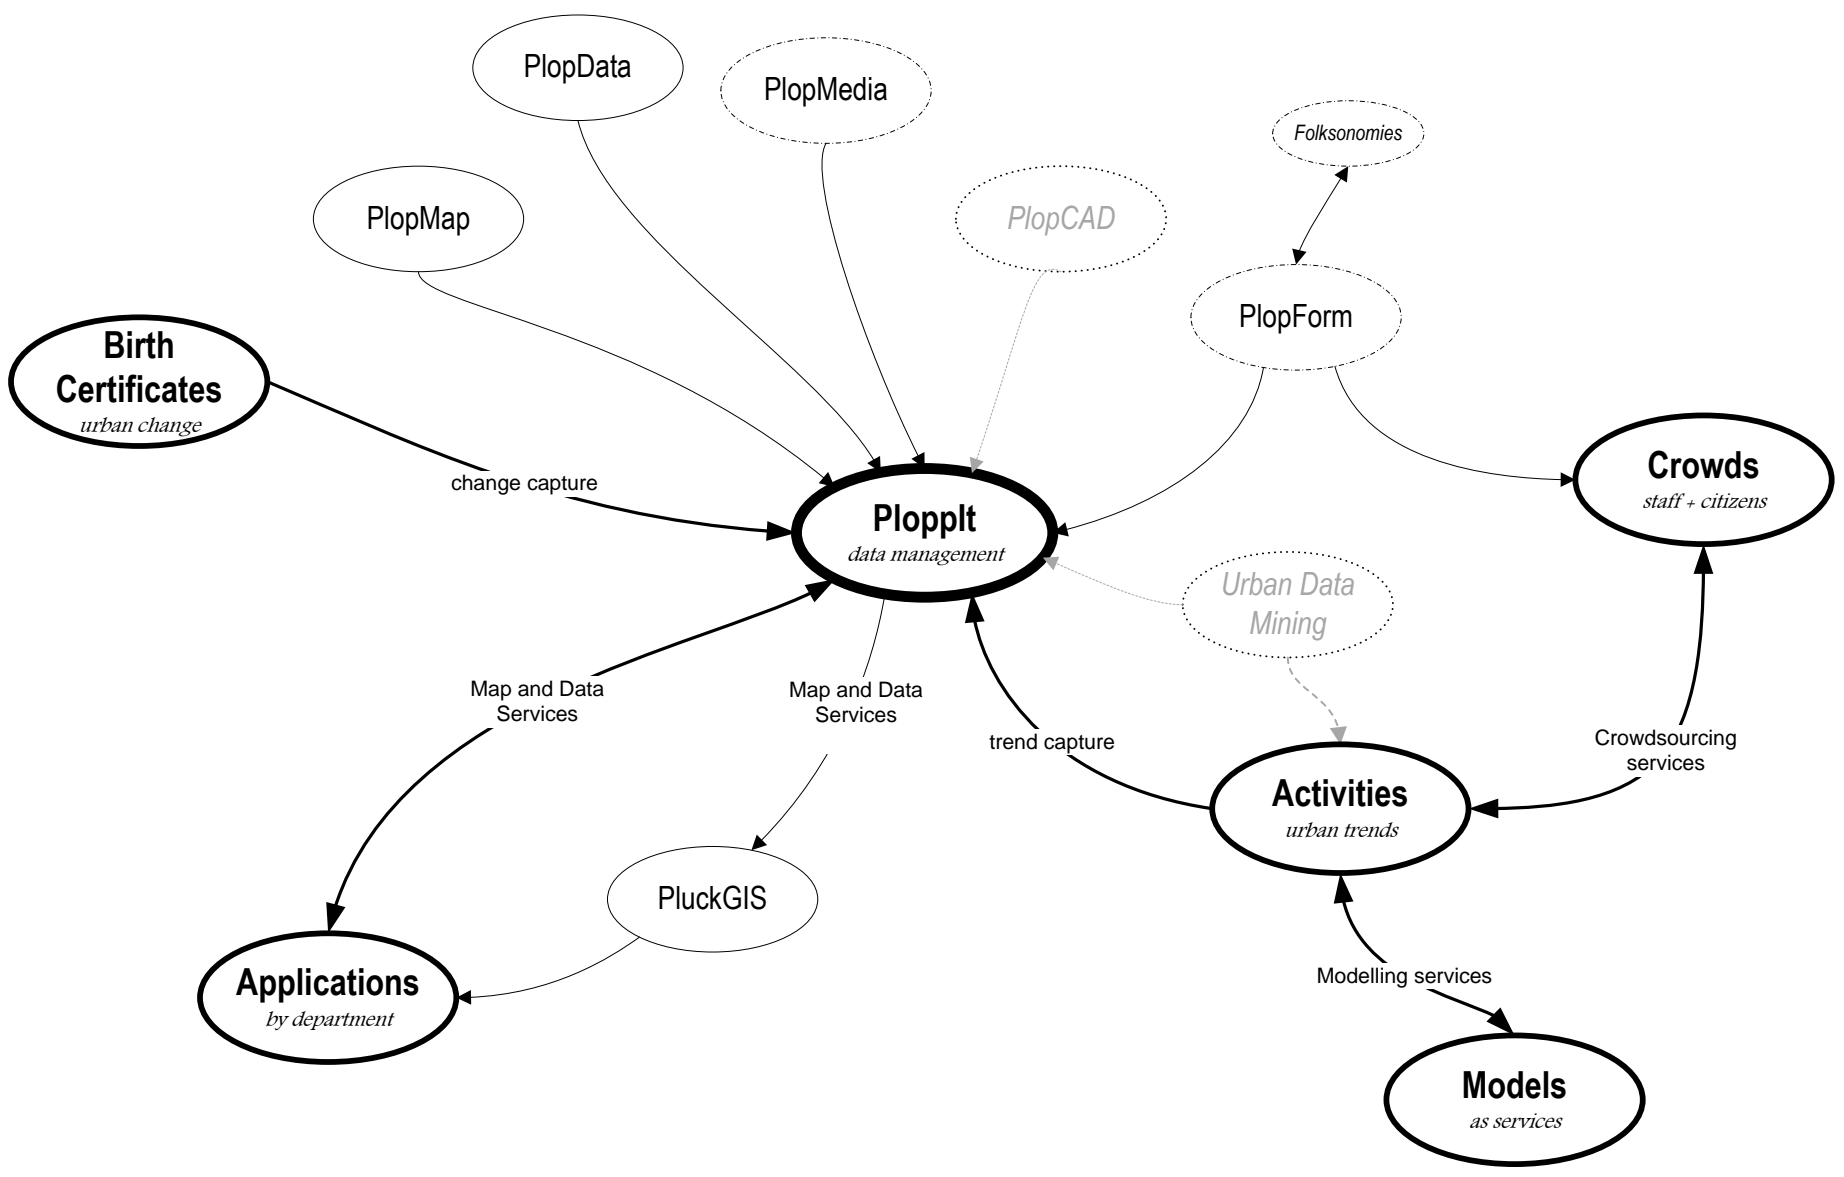 PlopData
PlopMedia
Folksonomies
PlopMap
PlopCAD
PlopForm
Birth
Certificates
urban change
change capture
Crowds
staff + citizens
PloppIt
data management
Urban Data
Mining
Map and Data
Services
Map and Data
Services
trend capture
Crowdsourcing
services
Activities
urban trends
PluckGIS
Applications
by department
Modelling services
Models
as services